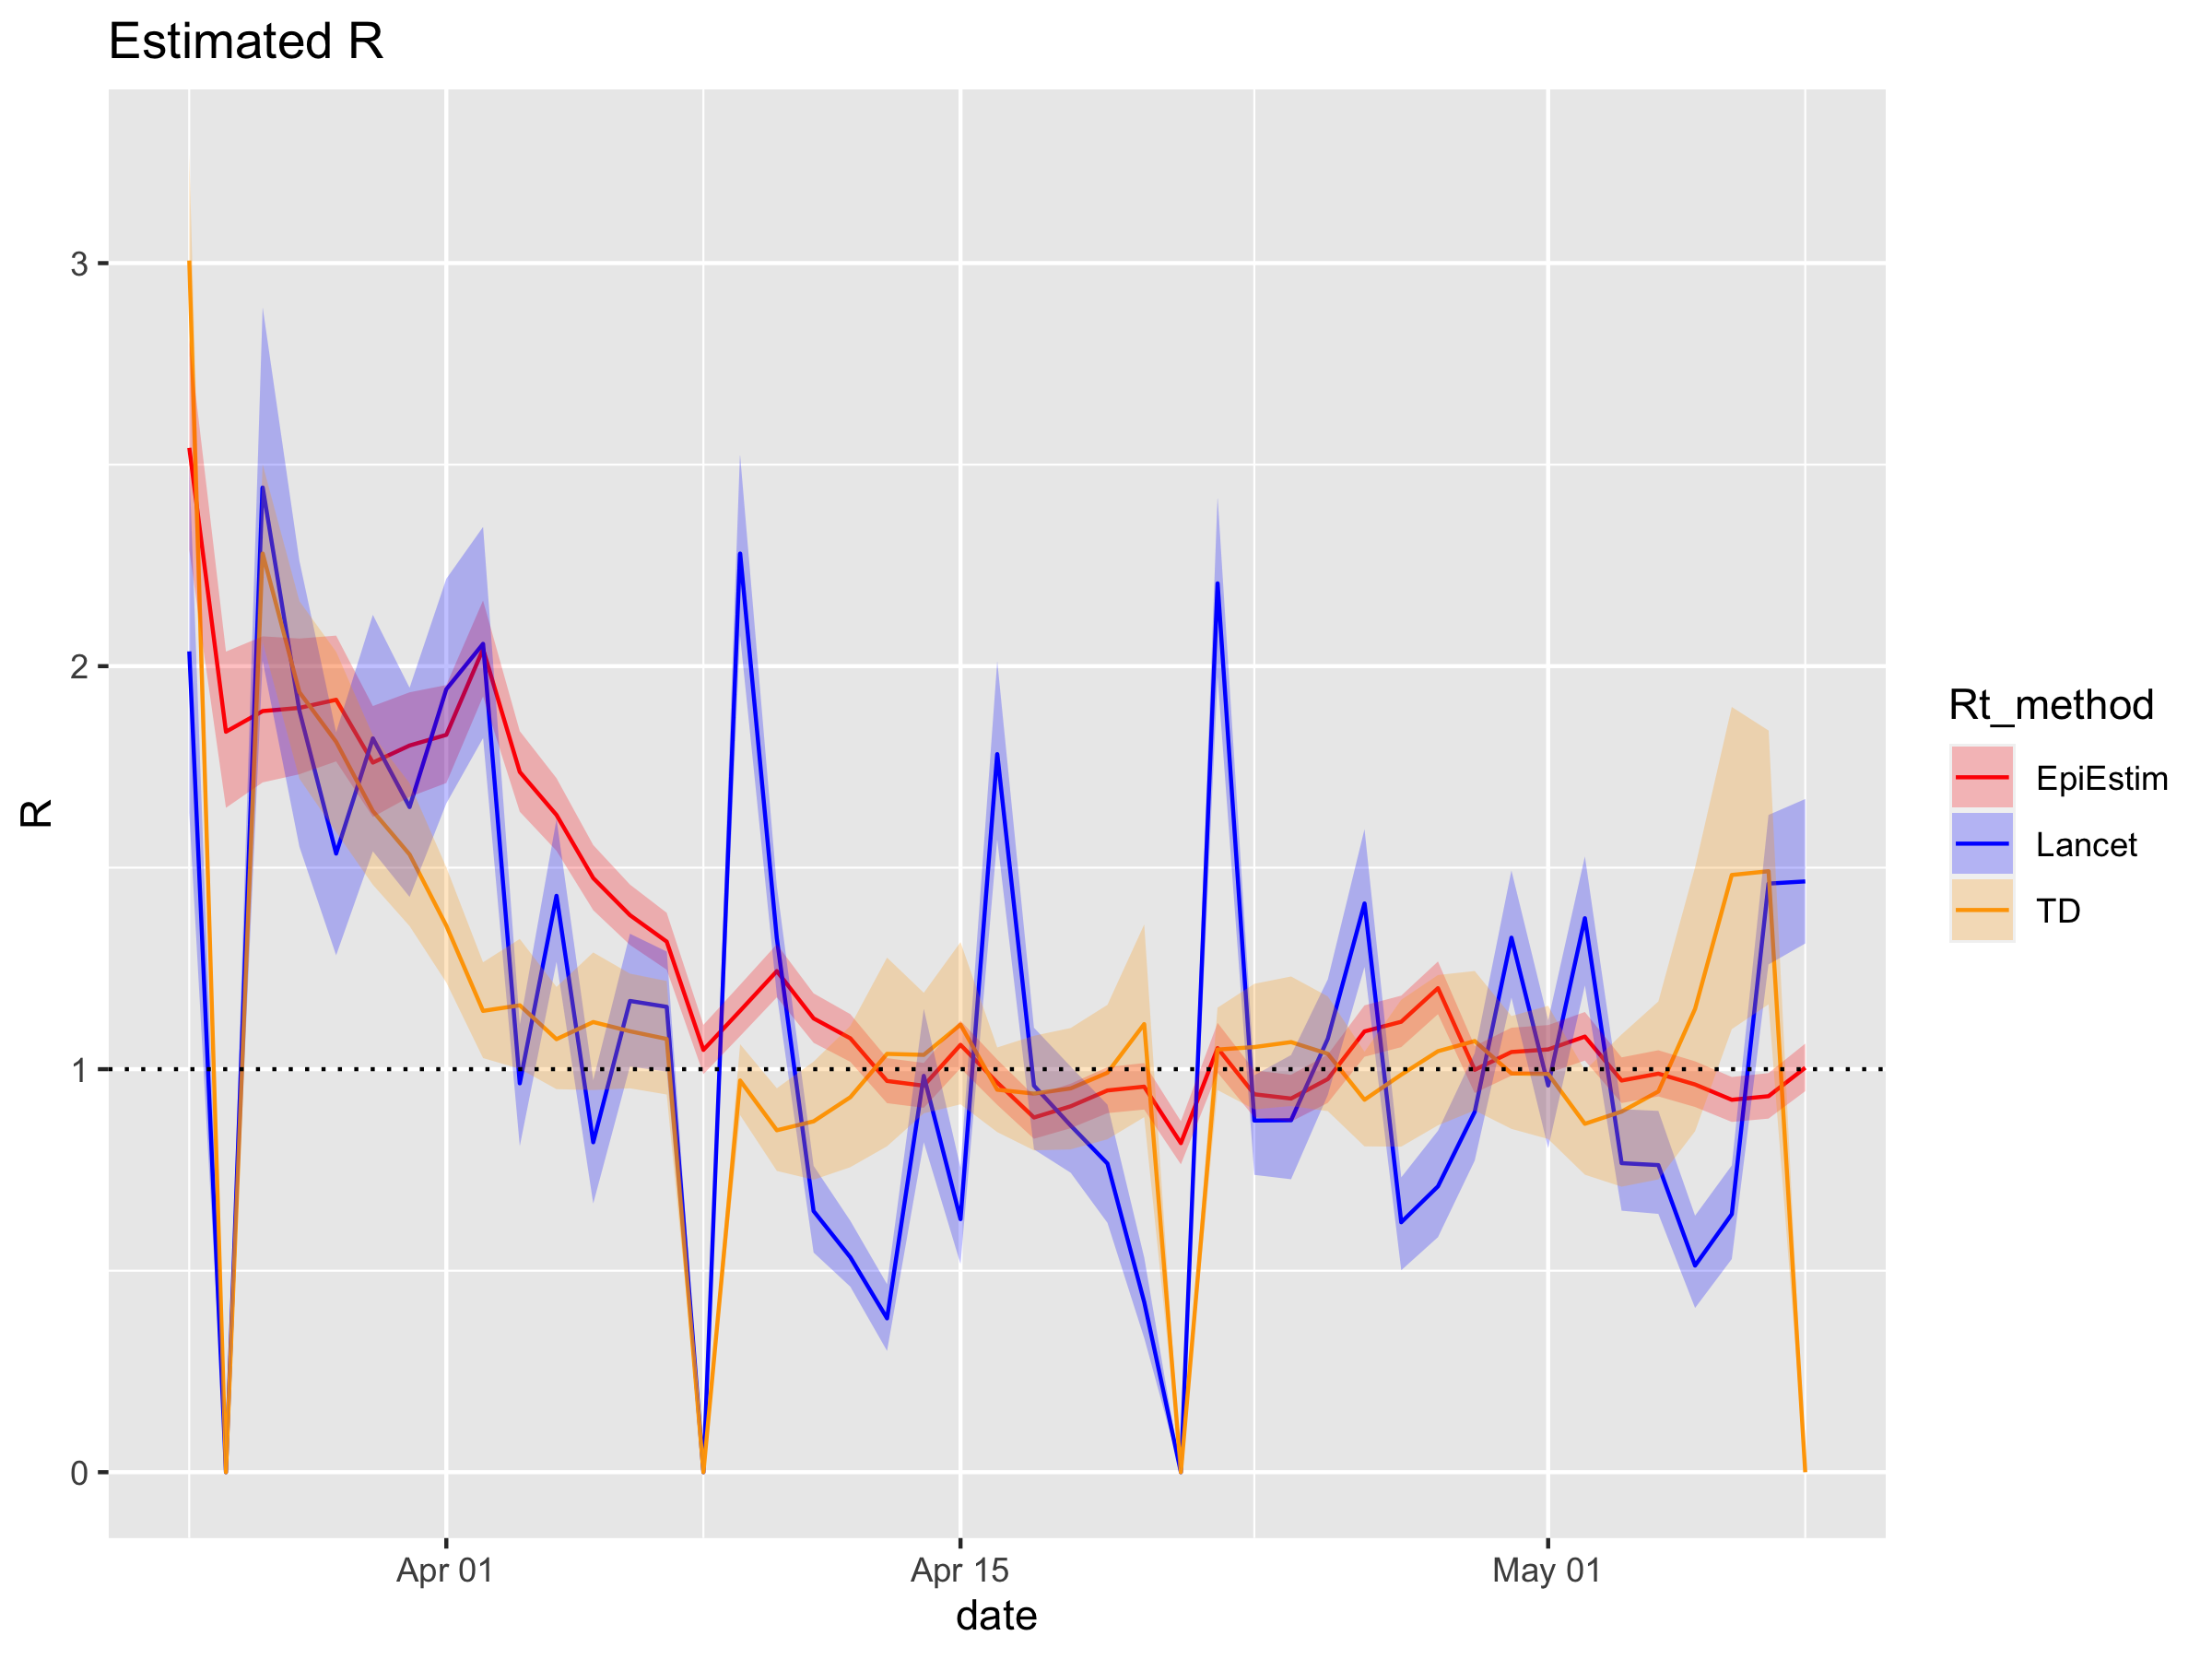 Estimated R
3
2
1
0
R
Apr 01
Apr 15
May 01
date
Rt_method
EpiEstim
Lancet
TD